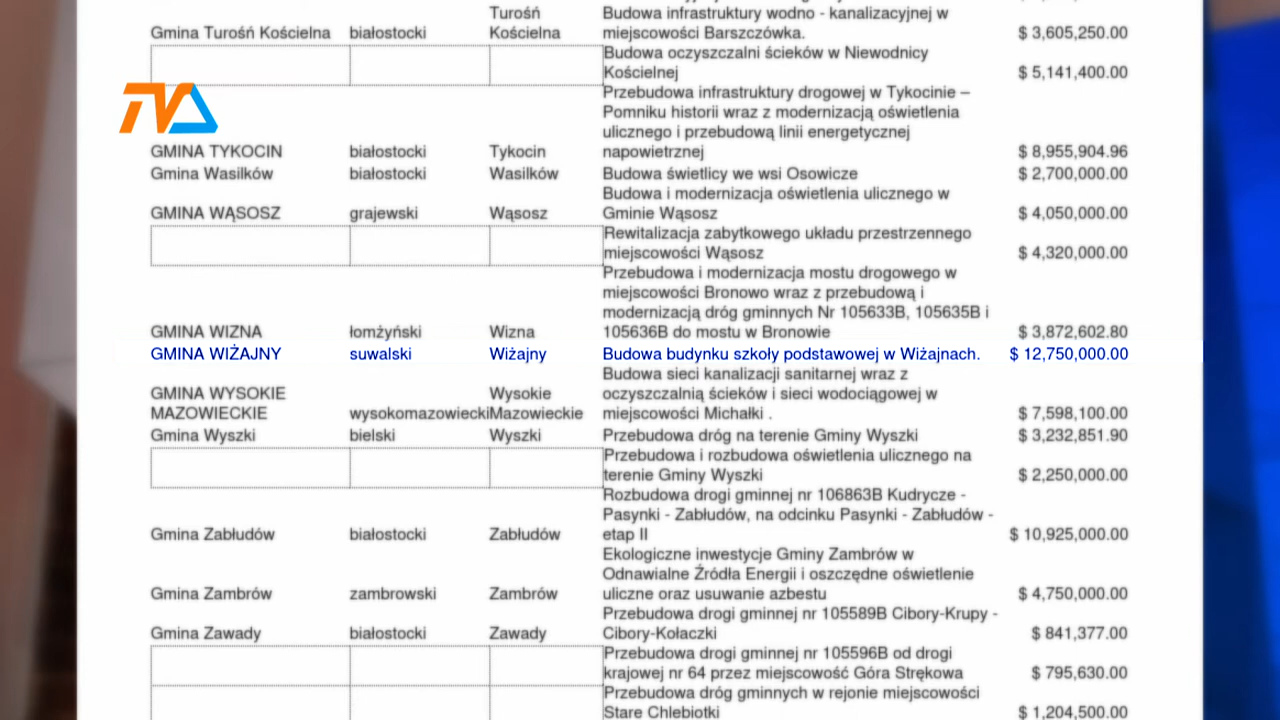 Turośń
Budowa infrastruktury wodno - kanalizacyjnej w
Gmina Turośń Kościelna białostocki Kościelna miejscowości Barszczówka. $ 3,605,250.00
Budowa oczyszczalni ścieków w Niewodnicy
Kościelnej $ 5,141,400.00
TVA
Przebudowa infrastruktury drogowej w Tykocinie –
Pomniku historii wraz z modernizacją oświetlenia
ulicznego i przebudową linii energetycznej
GMINA TYKOCIN białostocki Tykocin napowietrznej $ 8,955,904.96
Gmina Wasilków białostocki Wasilków Budowa świetlicy we wsi Osowicze $ 2,700,000.00
Budowa i modernizacja oświetlenia ulicznego w
GMINA WĄSOSZ grajewski Wąsosz Gminie Wąsosz $ 4,050,000.00
Rewitalizacja zabytkowego układu przestrzennego
miejscowości Wąsosz $ 4,320,000.00
Przebudowa i modernizacja mostu drogowego w
miejscowości Bronowo wraz z przebudową i
modernizacją dróg gminnych Nr 105633B, 105635B i
GMINA WIZNA łomżyński Wizna 105636B do mostu w Bronowie $ 3,872,602.80
GMINA WIŻAJNY suwalski Wiżajny Budowa budynku szkoły podstawowej w Wiżajnach. $ 12,750,000.00
Budowa sieci kanalizacji sanitarnej wraz z
GMINA WYSOKIE Wysokie oczyszczalnią ścieków i sieci wodociągowej w
MAZOWIECKIE wysokomazowiecki Mazowieckie miejscowości Michałki . $ 7,598,100.00
Gmina Wyszki bielski Wyszki Przebudowa dróg na terenie Gminy Wyszki $ 3,232,851.90
Przebudowa i rozbudowa oświetlenia ulicznego na
terenie Gminy Wyszki $ 2,250,000.00
Rozbudowa drogi gminnej nr 106863B Kudrycze -
Pasynki - Zabłudów, na odcinku Pasynki - Zabłudów -
Gmina Zabłudów białostocki Zabłudów etap II $ 10,925,000.00
Ekologiczne inwestycje Gminy Zambrów w
Odnawialne Źródła Energii i oszczędne oświetlenie
Gmina Zambrów zambrowski Zambrów uliczne oraz usuwanie azbestu $ 4,750,000.00
Przebudowa drogi gminnej nr 105589B Cibory-Krupy -
Gmina Zawady białostocki Zawady Cibory-Kołaczki $ 841,377.00
Przebudowa drogi gminnej nr 105596B od drogi
krajowej nr 64 przez miejscowość Góra Strękowa $ 795,630.00
Przebudowa dróg gminnych w rejonie miejscowości
Stare Chlebiotki $ 1,204,500.00